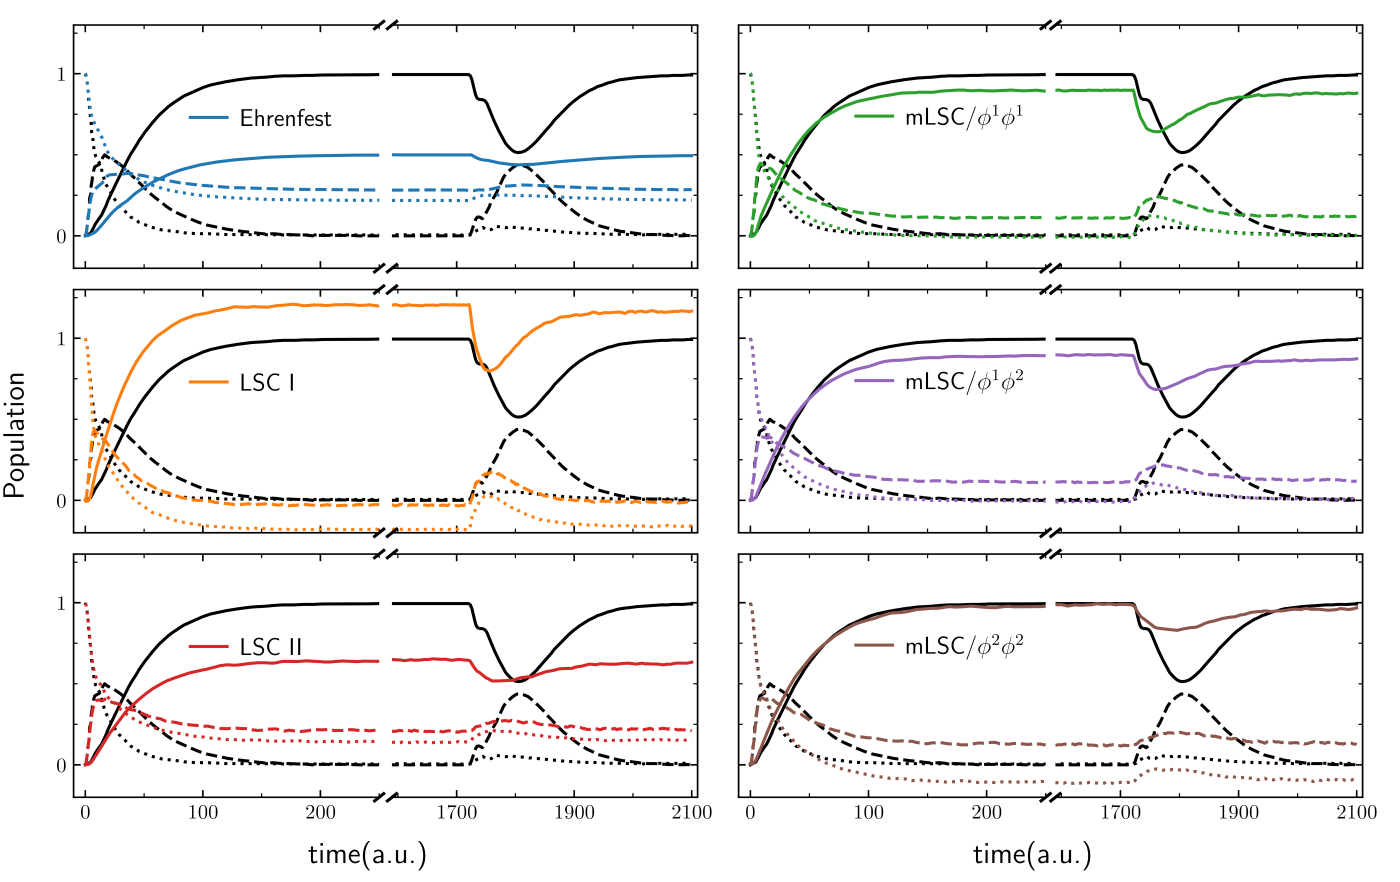 Population
1
0
Ehrenfest
mLSC/ϕ¹ϕ¹
1
0
LSC I
mLSC/ϕ¹ϕ²
1
0
LSC II
mLSC/ϕ²ϕ²
0 100 200 1700 1900 2100
0 100 200 1700 1900 2100
time(a.u.)
time(a.u.)